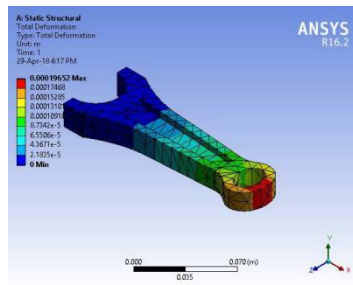 A: Static Structural
Total Deformation
Type: Total Deformation
Unit: m
Time: 1
29-Apr-18 4:17 PM
0.00019652 Max
0.00017468
0.00015285
0.00013101
0.00010918
8.7342e-5
6.5506e-5
4.3671e-5
2.1835e-5
0 Min
ANSYS
R16.2
0.000
0.070 (m)
0.035
Y
Z
X